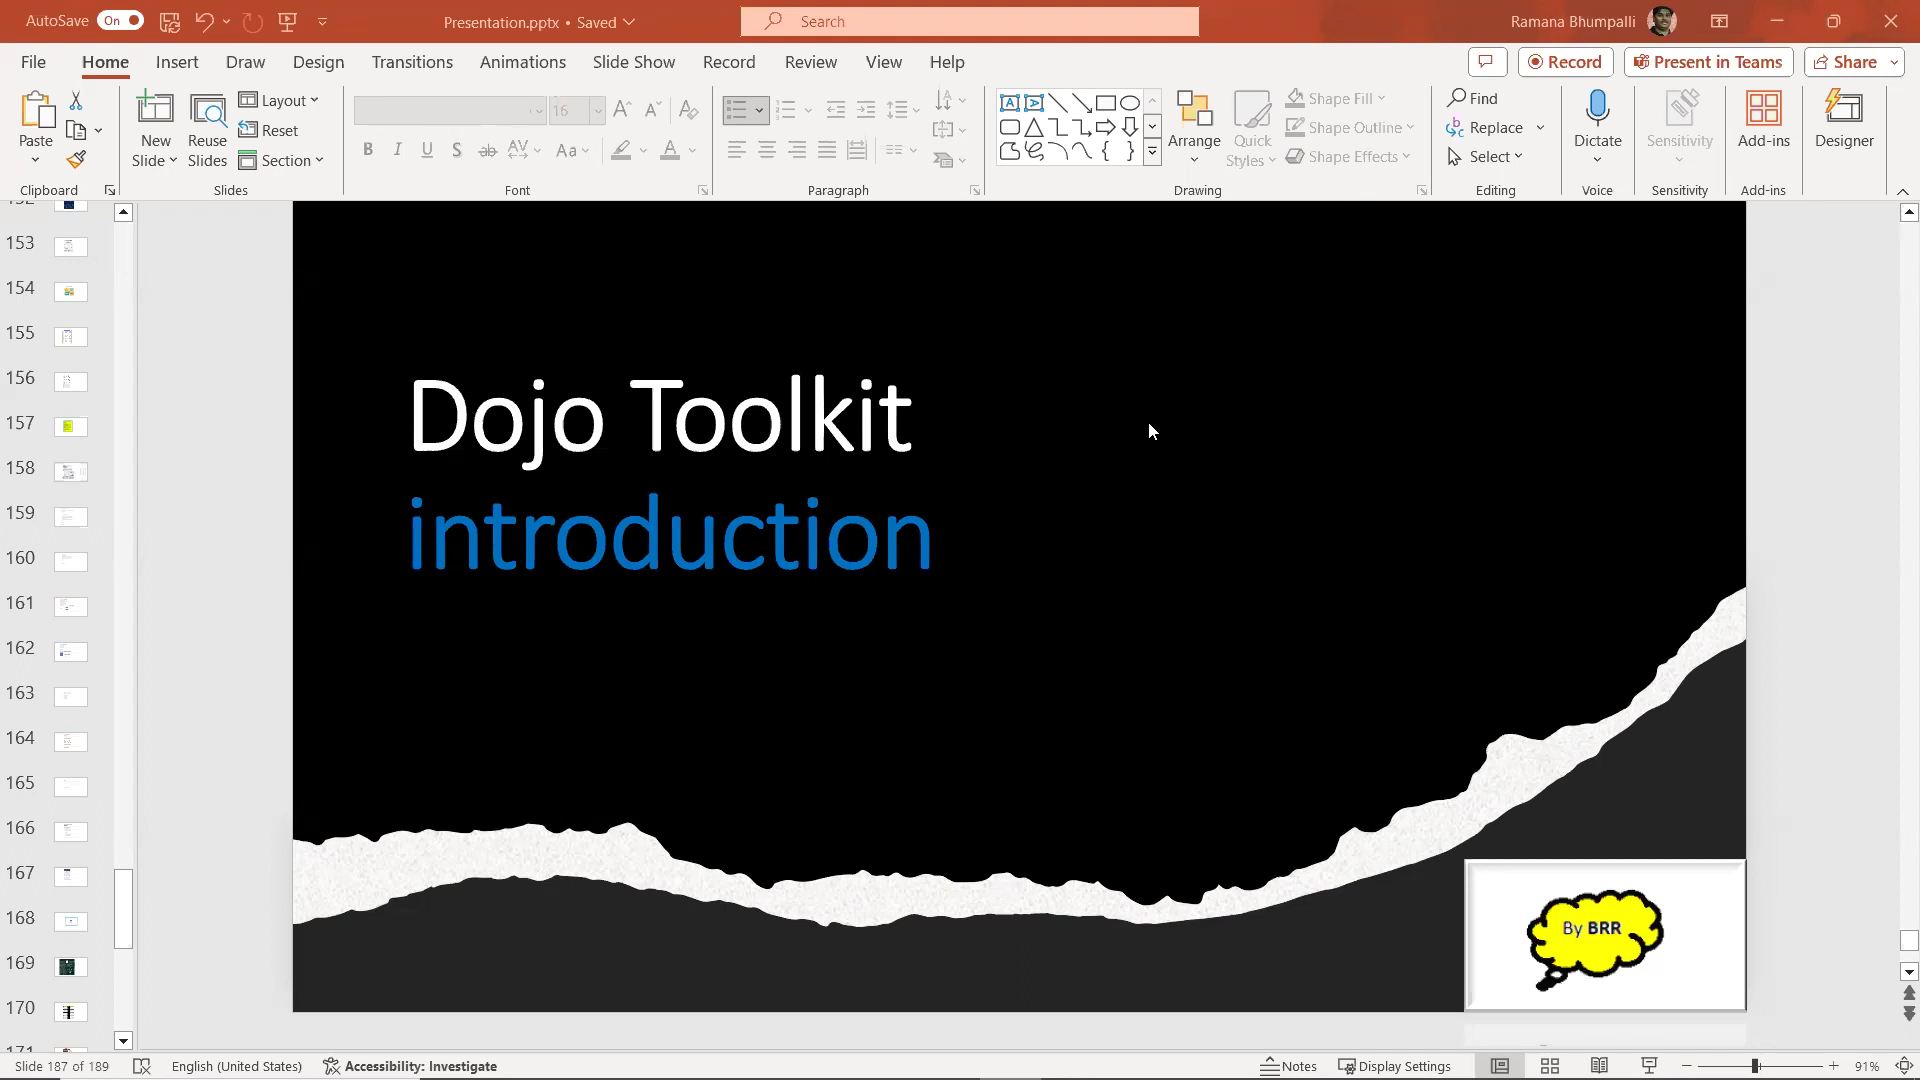 AutoSave On Presentation.pptx • Saved Search Ramana Bhumpalli
File Home Insert Draw Design Transitions Animations Slide Show Record Review View Help Record Present in Teams Share
Paste
New Slide
Reuse Slides
Layout
Reset
Section
16
B I U S ab AV Aa A
Arrange
Quick Styles
Shape Fill
Shape Outline
Shape Effects
Find
Replace
Select
Dictate
Sensitivity
Add-ins
Designer
Clipboard Slides Font Paragraph Drawing Editing Voice Sensitivity Add-ins
153
154
155
156
157
158
159
160
161
162
163
164
165
166
167
168
169
170
Dojo Toolkit
introduction
By BRR
Slide 187 of 189 English (United States) Accessibility: Investigate Notes Display Settings 91%